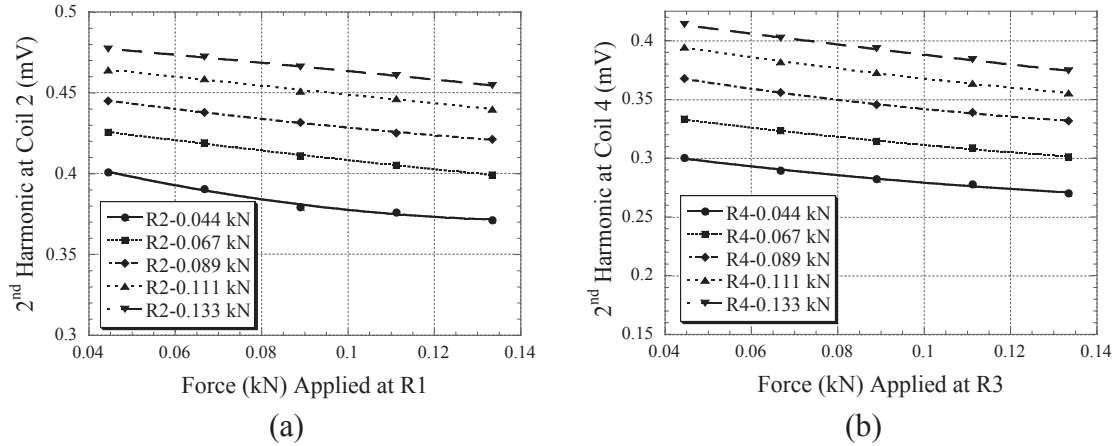 0.5
0.45
0.4
0.35
0.3
2nd Harmonic at Coil 2 (mV)
R2-0.044 kN
R2-0.067 kN
R2-0.089 kN
R2-0.111 kN
R2-0.133 kN
0.04 0.06 0.08 0.1 0.12 0.14
Force (kN) Applied at R1
(a)
0.4
0.35
0.3
0.25
0.2
0.15
2nd Harmonic at Coil 4 (mV)
R4-0.044 kN
R4-0.067 kN
R4-0.089 kN
R4-0.111 kN
R4-0.133 kN
0.04 0.06 0.08 0.1 0.12 0.14
Force (kN) Applied at R3
(b)